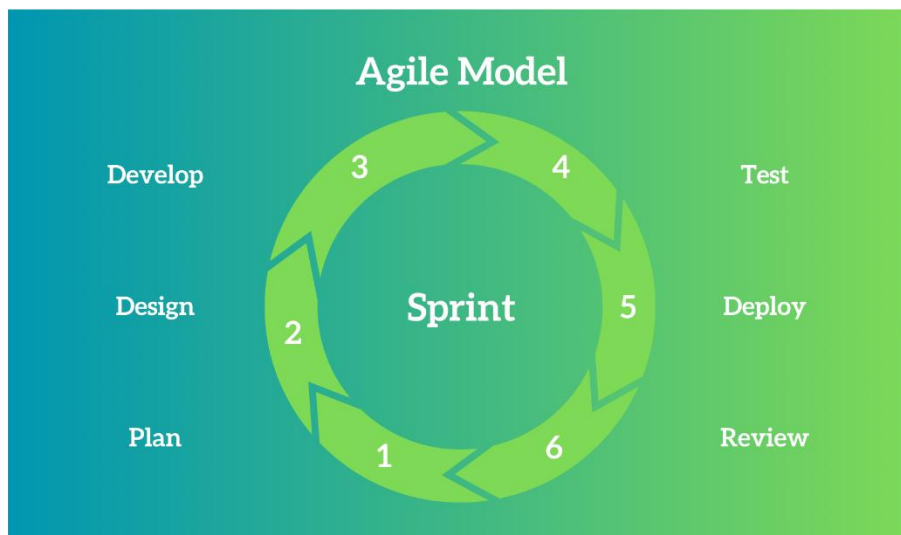 Agile Model
3
4
Develop
Test
Design
2
Sprint
5
Deploy
Plan
1
6
Review